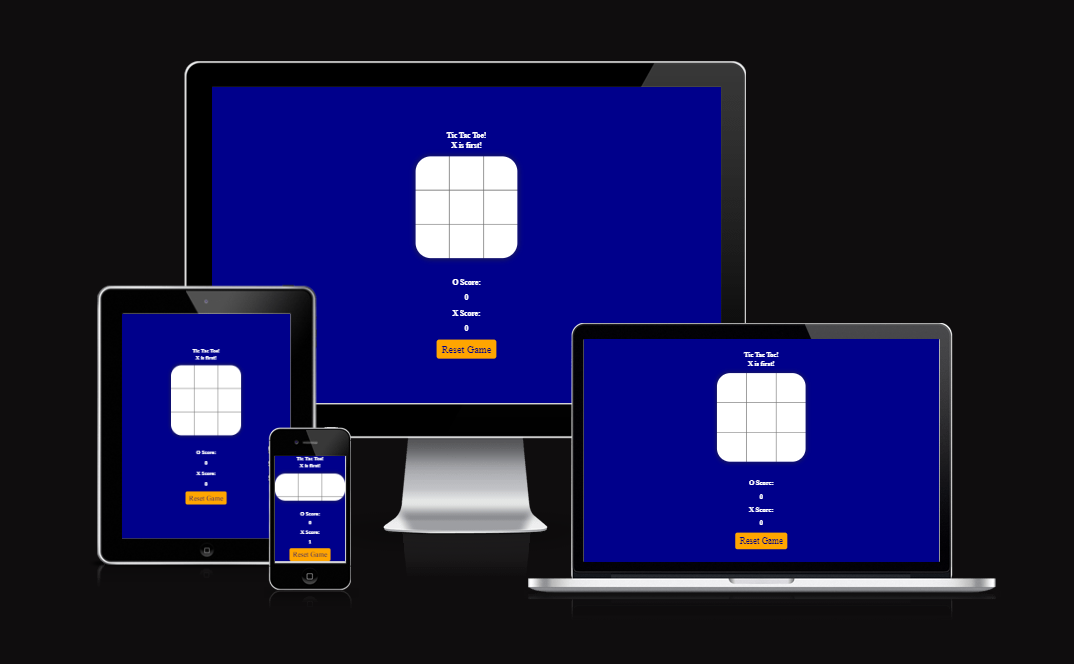 Tic Tac Toe!
X is first!
O Score:
0
X Score:
0
Reset Game
Tic Tac Toe!
X is first!
O Score:
0
X Score:
0
Reset Game
Tic Tac Toe!
X is first!
O Score:
0
X Score:
1
Reset Game
Tic Tac Toe!
X is first!
O Score:
0
X Score:
0
Reset Game